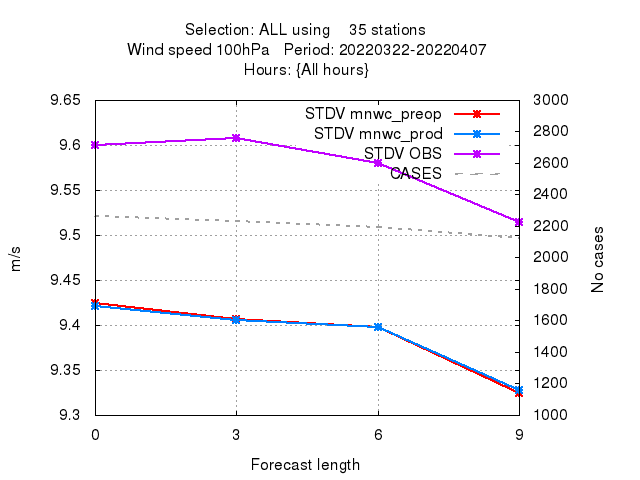 Selection: ALL using    35 stations
Wind speed 100hPa   Period: 20220322-20220407
Hours: {All hours}
STDV mnwc_preop
STDV mnwc_prod
STDV OBS
CASES
9.65
9.6
9.55
9.5
9.45
9.4
9.35
9.3
3000
2800
2600
2400
2200
2000
1800
1600
1400
1200
1000
m/s
No cases
0 3 6 9
Forecast length